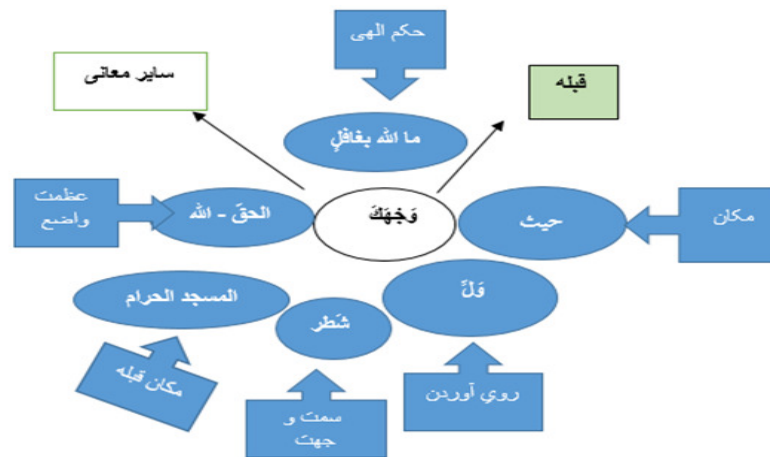 حکم الهی
سایر معانی
قبله
ما الله بغافلٍ
عظمت
واضع
الحقّ - الله
وَجْهَكَ
حیث
مکان
المسجد الحرام
شَطر
وَلِّ
مکان قبله
سمت و
جهت
روي آوردن